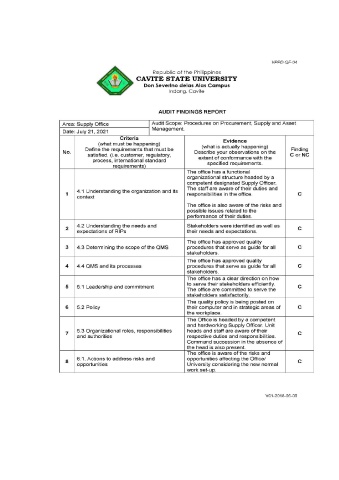 Republic of the Philippines
CAVITE STATE UNIVERSITY
Don Severino delas Alas Campus
Indang, Cavite
AUDIT FINDINGS REPORT
Area: Supply Office
Audit Scope: Procedures on Procurement, Supply and Asset
Management.
Date: July 21, 2021
No.
Criteria
(what must be happening)
Define the requirements that must be
satisfied (i.e. customer, regulatory,
process, international standard
requirements)
Evidence
(what is actually happening)
Describe your observations on the
extent of conformance with the
specified requirements.
Finding
C or NC
1
4.1 Understanding the organization and its
context
The office has a functional
organizational structure headed by a
competent designated Supply Officer.
The staff are aware of their duties and
responsibilities in the office.
The office is also aware of the risks and
possible issues related to the
performance of their duties.
C
2
4.2 Understanding the needs and
expectations of RIPs
Stakeholders were identified as well as
their needs and expectations.
C
3
4.3 Determining the scope of the QMS
The office has approved quality
procedures that serve as guide for all
stakeholders.
C
4
4.4 QMS and its processes
The office has approved quality
procedures that serve as guide for all
stakeholders.
C
5
5.1 Leadership and commitment
The office has a clear direction on how
to serve their stakeholders efficiently.
The office are committed to serve the
stakeholders satisfactorily.
C
6
5.2 Policy
The quality policy is being posted on
their computer and in strategic areas of
the workplace.
C
7
5.3 Organizational roles, responsibilities
and authorities
The Office is headed by a competent
and hardworking Supply Officer. Unit
heads and staff are aware of their
respective duties and responsibilities.
Command succession in the absence of
the head is also present.
C
8
6.1. Actions to address risks and
opportunities
The office is aware of the risks and
opportunities affecting the Office/
University considering the new normal
work set-up.
C